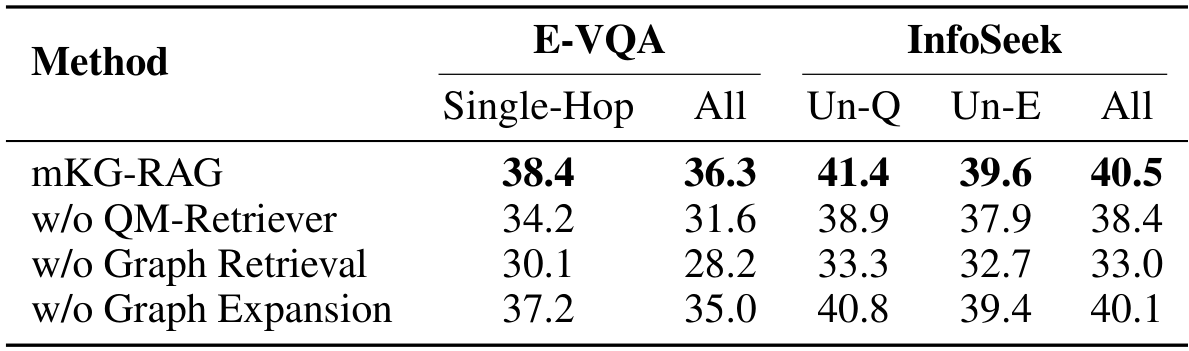 Method E-VQA InfoSeek
Single-Hop All Un-Q Un-E All
mKG-RAG 38.4 36.3 41.4 39.6 40.5
w/o QM-Retriever 34.2 31.6 38.9 37.9 38.4
w/o Graph Retrieval 30.1 28.2 33.3 32.7 33.0
w/o Graph Expansion 37.2 35.0 40.8 39.4 40.1